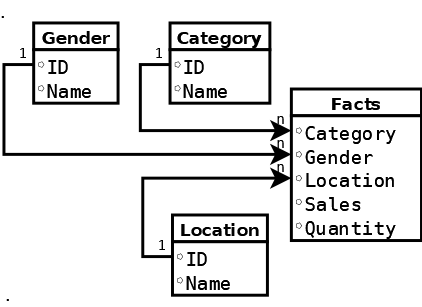 Gender
1
ID
Name
Category
1
ID
Name
Facts
n
Category
n
Gender
n
Location
Sales
Quantity
Location
1
ID
Name